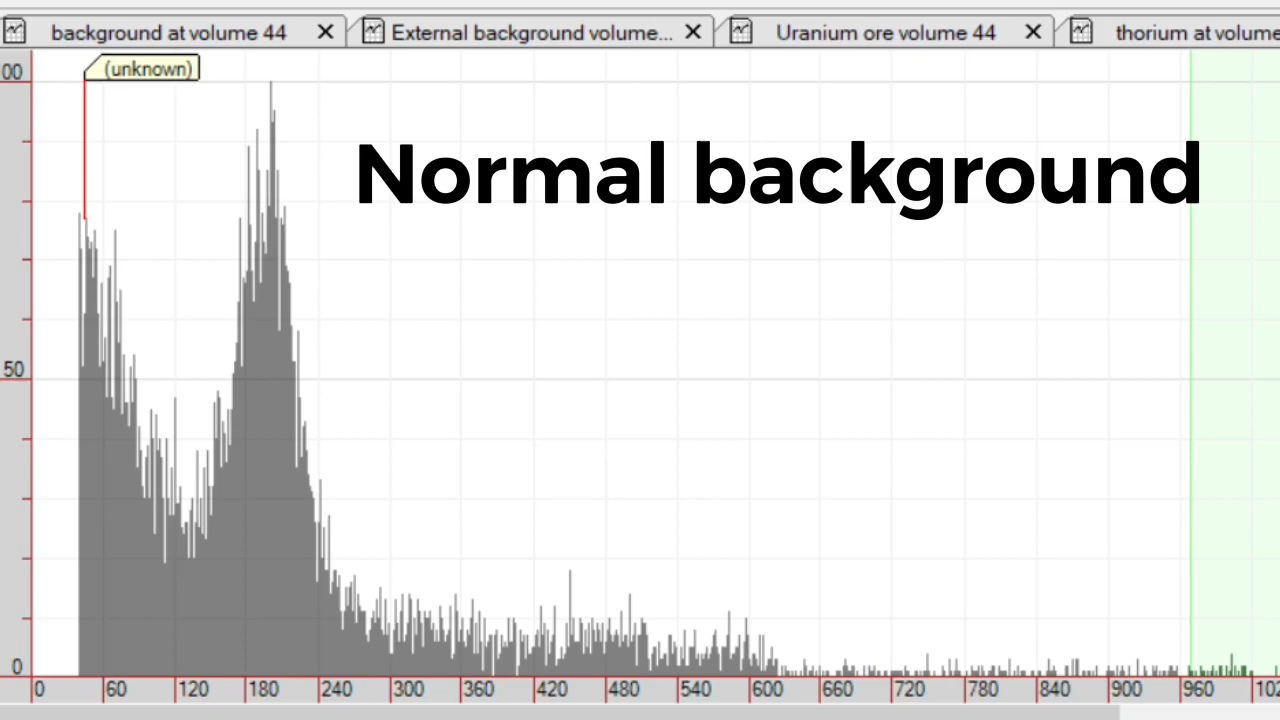 background at volume 44 External background volume... Uranium ore volume 44 thorium at volume
00 (unknown)
Normal background
50
0
0 60 120 180 240 300 360 420 480 540 600 660 720 780 840 900 960 102